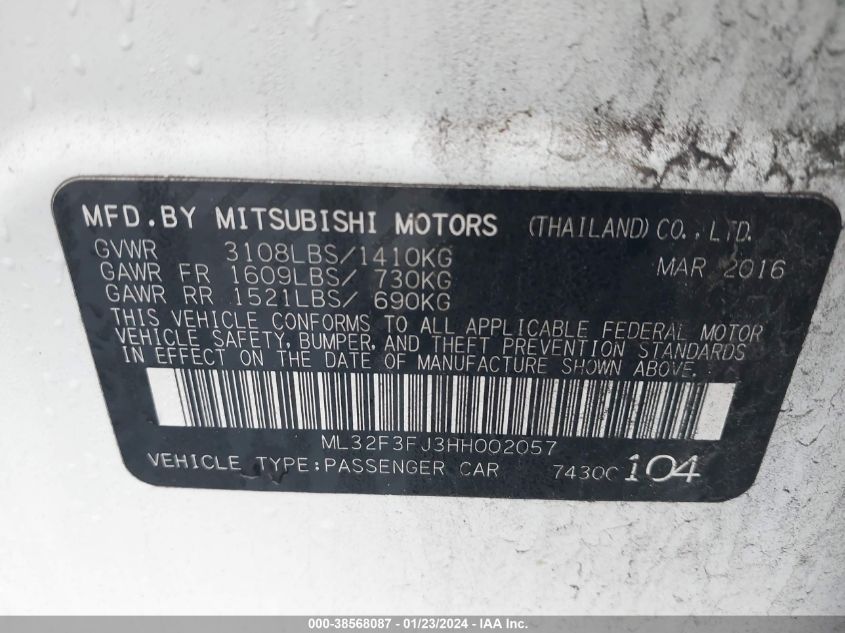 MFD.BY MITSUBISHI MOTORS (THAILAND) CO., LTD.
GVWR 3108LBS/1410KG MAR 2016
GAWR FR 1609LBS/ 730KG
GAWR RR 1521LBS/ 690KG
THIS VEHICLE CONFORMS TO ALL APPLICABLE FEDERAL MOTOR
VEHICLE SAFETY, BUMPER, AND THEFT PREVENTION STANDARDS
IN EFFECT ON THE DATE OF MANUFACTURE SHOWN ABOVE.
ML32F3FJ3HH002057
VEHICLE TYPE:PASSENGER CAR 7430C 104
000-38568087 - 01/23/2024 - IAA Inc.